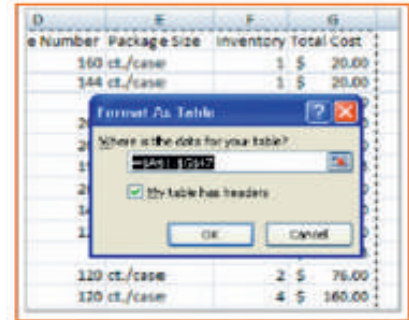 D E F G
e Number Package Size Inventory Total Cost
160 ct./case 1 $ 20.00
144 ct./case 1 $ 20.00
Format As Table
Where is the data for your table?
My table has headers
OK Cancel
120 ct./case 2 $ 76.00
120 ct./case 4 $ 160.00